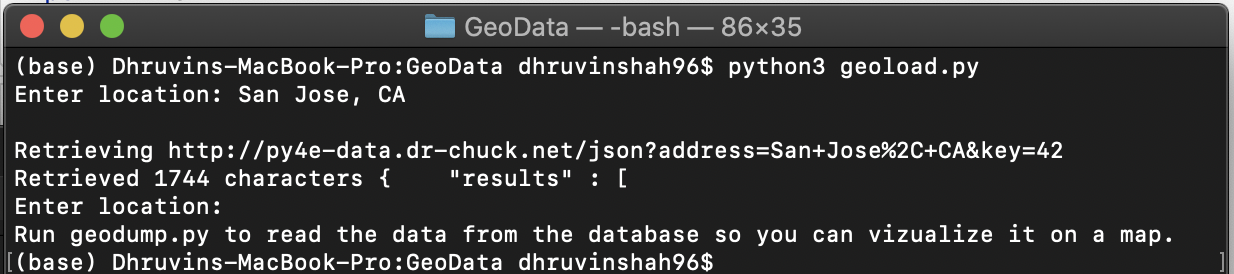 GeoData — -bash — 86×35
(base) Dhruvins-MacBook-Pro:GeoData dhruvinshah96$ python3 geoload.py
Enter location: San Jose, CA
Retrieving http://py4e-data.dr-chuck.net/json?address=San+Jose%2C+CA&key=42
Retrieved 1744 characters {    "results" : [
Enter location:
Run geodump.py to read the data from the database so you can vizualize it on a map.
[(base) Dhruvins-MacBook-Pro:GeoData dhruvinshah96$ ]